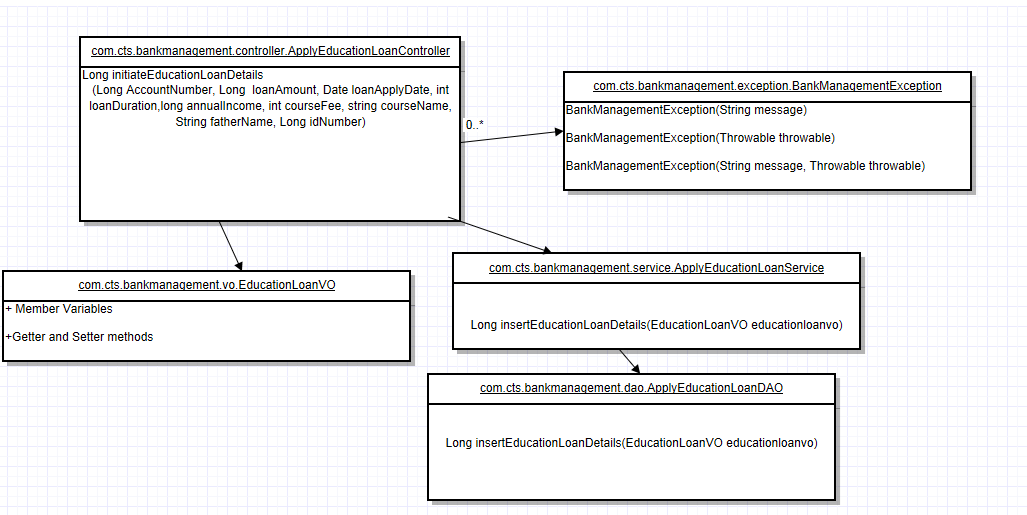 com.cts.bankmanagement.controller.ApplyEducationLoanController
Long initiateEducationLoanDetails
(Long AccountNumber, Long loanAmount, Date loanApplyDate, int
loanDuration,long annualIncome, int courseFee, string courseName,
String fatherName, Long idNumber)
0..*
com.cts.bankmanagement.exception.BankManagementException
BankManagementException(String message)
BankManagementException(Throwable throwable)
BankManagementException(String message, Throwable throwable)
com.cts.bankmanagement.vo.EducationLoanVO
+ Member Variables
+Getter and Setter methods
com.cts.bankmanagement.service.ApplyEducationLoanService
Long insertEducationLoanDetails(EducationLoanVO educationloanvo)
com.cts.bankmanagement.dao.ApplyEducationLoanDAO
Long insertEducationLoanDetails(EducationLoanVO educationloanvo)